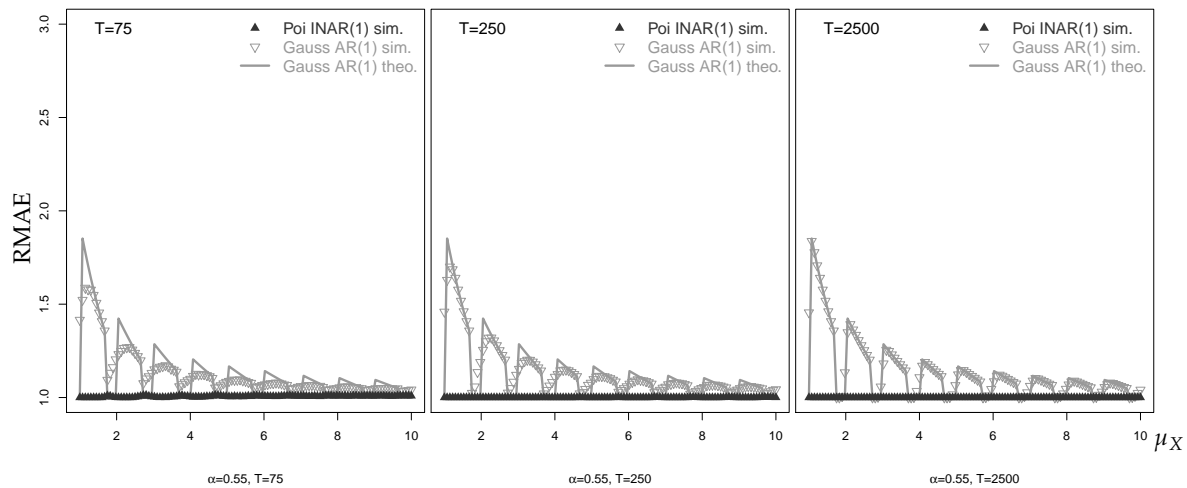 T=75
Poi INAR(1) sim.
Gauss AR(1) sim.
Gauss AR(1) theo.
T=250
Poi INAR(1) sim.
Gauss AR(1) sim.
Gauss AR(1) theo.
T=2500
Poi INAR(1) sim.
Gauss AR(1) sim.
Gauss AR(1) theo.
RMAE
3.0
2.5
2.0
1.5
1.0
2 4 6 8 10
2 4 6 8 10
2 4 6 8 10
μX
α=0.55, T=75
α=0.55, T=250
α=0.55, T=2500